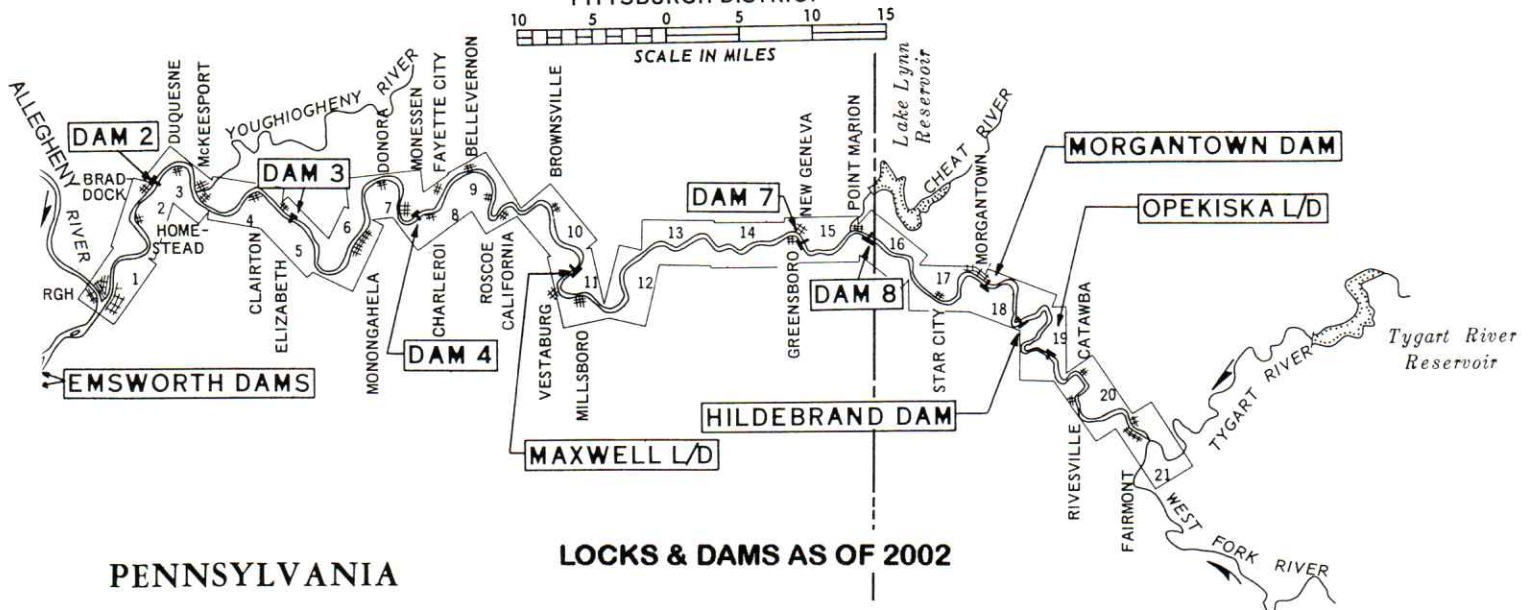 PITTSBURGH DISTRICT
10 5 0 5 10 15
SCALE IN MILES
ALLEGHENY RIVER
DAM 2
DUQUESNE
McKEESPORT
YOUGHIOGHENY RIVER
BRAD DOCK
HOME-
STEAD
RGH
EMSWORTH DAMS
DAM 3
CLAIRTON
ELIZABETH
MONONGAHELA
DONORA
MONESSEN
FAYETTE CITY
BELLEVERNON
DAM 4
CHARLEROI
ROSCOE
CALIFORNIA
BROWNSVILLE
MAXWELL L/D
VESTABURG
MILLSBORO
DAM 7
NEW GENEVA
GREENSBORO
POINT MARION
DAM 8
Lake Lynn
Reservoir
CHEAT RIVER
STAR CITY
MORGANTOWN
MORGANTOWN DAM
OPEKISKA L/D
HILDEBRAND DAM
CATAWBA
RIVESVILLE
FAIRMONT
TYGART RIVER
Tygart River
Reservoir
WEST FORK RIVER
1
2
3
4
5
6
7
8
9
10
11
12
13
14
15
16
17
18
19
20
21
PENNSYLVANIA
LOCKS & DAMS AS OF 2002